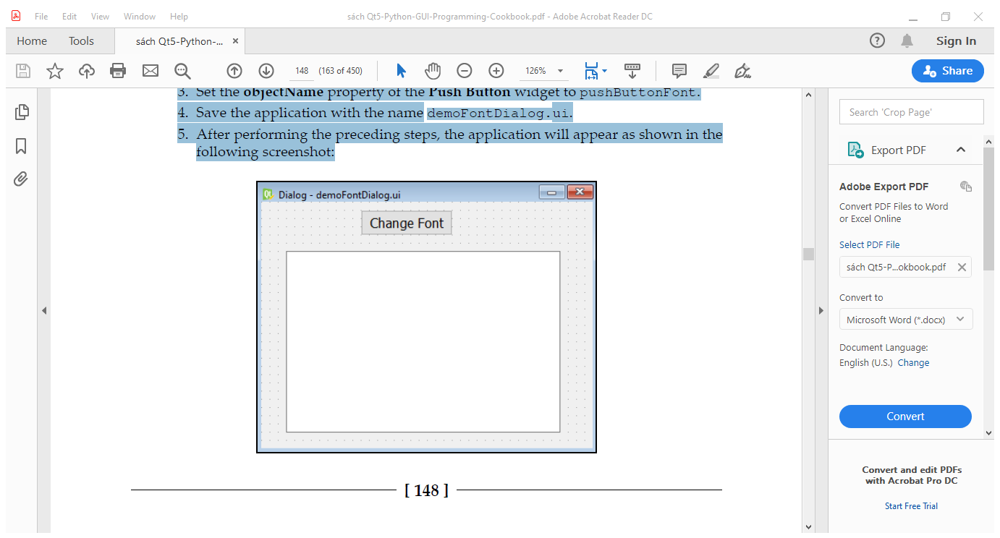 File Edit View Window Help
sách Qt5-Python-GUI-Programming-Cookbook.pdf - Adobe Acrobat Reader DC
Home Tools sách Qt5-Python-... × Sign In
148 (163 of 450) 126% Share
3. Set the objectName property of the Push Button widget to pushButtonFont.
4. Save the application with the name demoFontDialog.ui.
5. After performing the preceding steps, the application will appear as shown in the
following screenshot:
Dialog - demoFontDialog.ui
Change Font
[ 148 ]
Search 'Crop Page'
Export PDF
Adobe Export PDF
Convert PDF Files to Word
or Excel Online
Select PDF File
sách Qt5-P...okbook.pdf
Convert to
Microsoft Word (*.docx)
Document Language:
English (U.S.) Change
Convert
Convert and edit PDFs
with Acrobat Pro DC
Start Free Trial